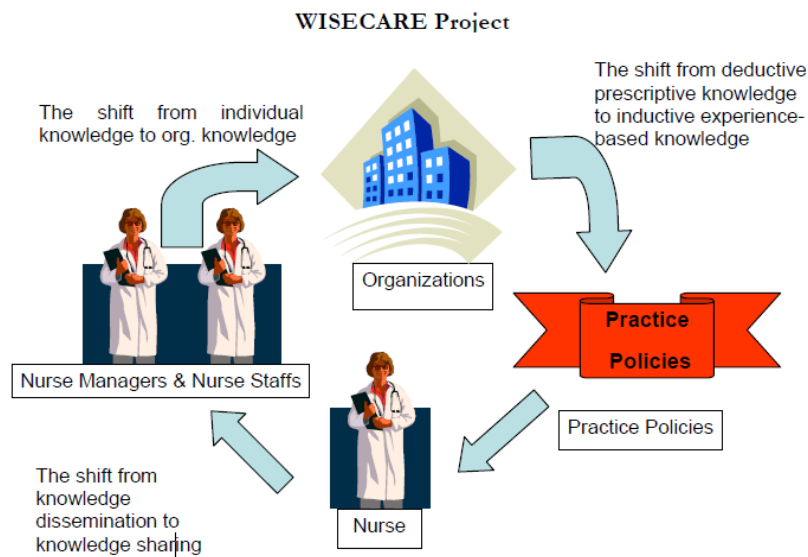 WISECARE Project
The shift from individual
knowledge to org. knowledge
The shift from deductive
prescriptive knowledge
to inductive experience-
based knowledge
Organizations
Practice
Policies
Nurse Managers & Nurse Staffs
Practice Policies
The shift from
knowledge
dissemination to
knowledge sharing
Nurse